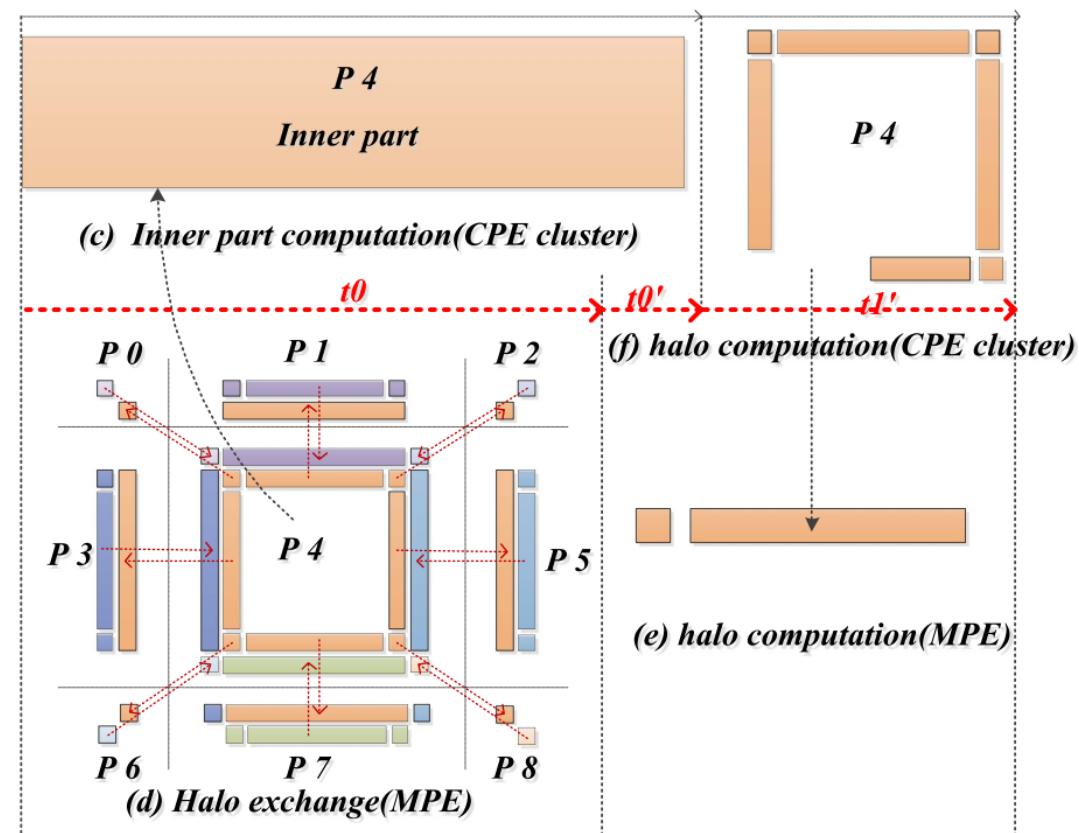 P 4
Inner part
P 4
(c) Inner part computation(CPE cluster)
t0
t0'
t1'
(f) halo computation(CPE cluster)
P 0
P 1
P 2
P 3
P 4
P 5
(e) halo computation(MPE)
P 6
P 7
P 8
(d) Halo exchange(MPE)